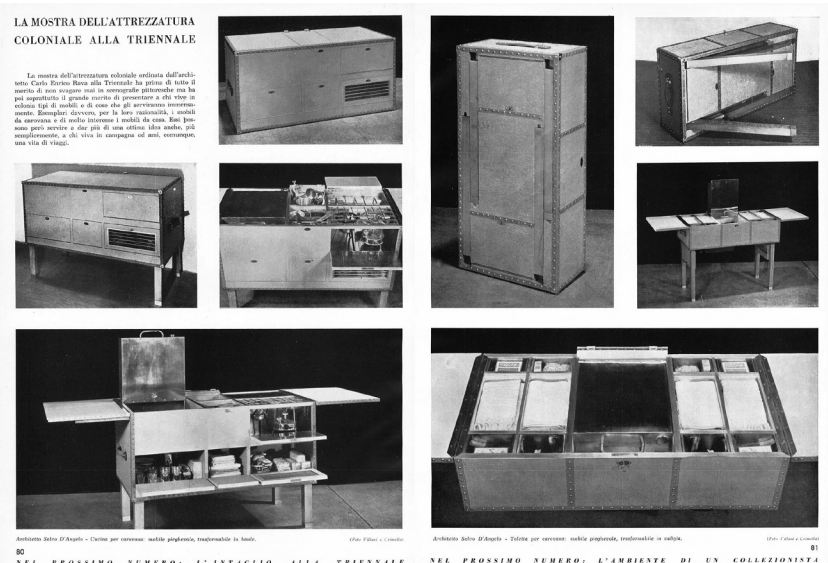 LA MOSTRA DELL'ATTREZZATURA
COLONIALE ALLA TRIENNALE
La mostra dell'attrezzatura coloniale ordinata dall'archi-
tetto Carlo Enrico Rava alla Triennale ha prima di tutto il
merito di non svagare mai in scenografie pittoresche ma ha
poi soprattutto il grande merito di presentare a chi vive in
colonia tipi di mobili e di cose che gli serviranno immensa-
mente. Esemplari davvero, per la loro razionalità, i mobili
da carovana e di molto interesse i mobili da casa. Essi pos-
sono però servire a dar più di una ottima idea anche, più
semplicemente, a chi viva in campagna od ami, comunque,
una vita di viaggi.
Architetto Salvo D'Angelo - Cucina per carovana: mobile pieghevole, trasformabile in baule.
(Foto Villani e Crimella)
80
NEL PROSSIMO NUMERO: L'INTAGLIO ALLA TRIENNALE
Architetto Salvo D'Angelo - Toletta per carovana: mobile pieghevole, trasformabile in valigia.
(Foto Villani e Crimella)
81
NEL PROSSIMO NUMERO: L'AMBIENTE DI UN COLLEZIONISTA